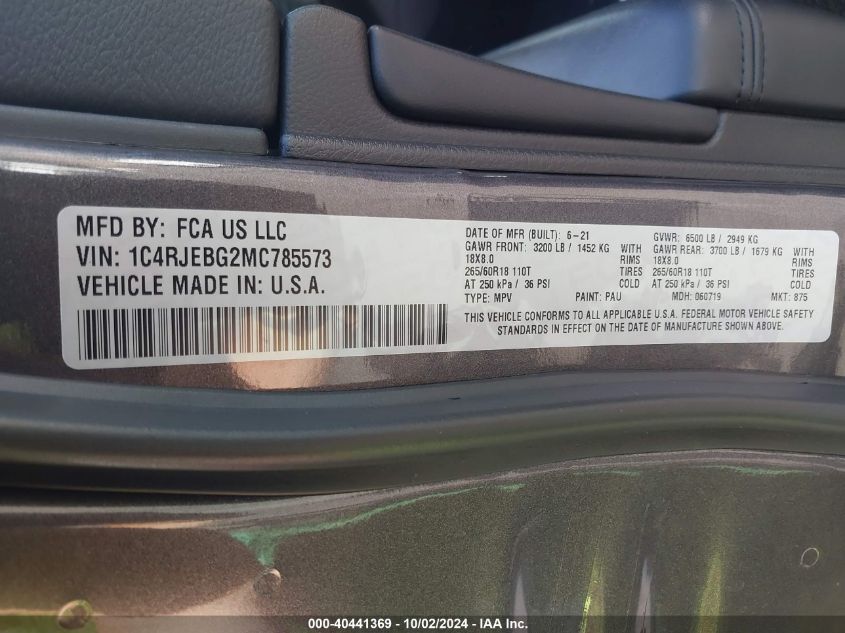 MFD BY: FCA US LLC
VIN: 1C4RJEBG2MC785573
VEHICLE MADE IN: U.S.A.
DATE OF MFR (BUILT): 6-21 GVWR: 6500 LB / 2949 KG
GAWR FRONT: 3200 LB / 1452 KG WITH GAWR REAR: 3700 LB / 1679 KG WITH
18X8.0 RIMS 18X8.0 RIMS
265/60R18 110T TIRES 265/60R18 110T TIRES
AT 250 kPa / 36 PSI COLD AT 250 kPa / 36 PSI COLD
TYPE: MPV PAINT: PAU MDH: 060719 MKT: 875
THIS VEHICLE CONFORMS TO ALL APPLICABLE U.S.A. FEDERAL MOTOR VEHICLE SAFETY
STANDARDS IN EFFECT ON THE DATE OF MANUFACTURE SHOWN ABOVE.
000-40441369 - 10/02/2024 - IAA Inc.